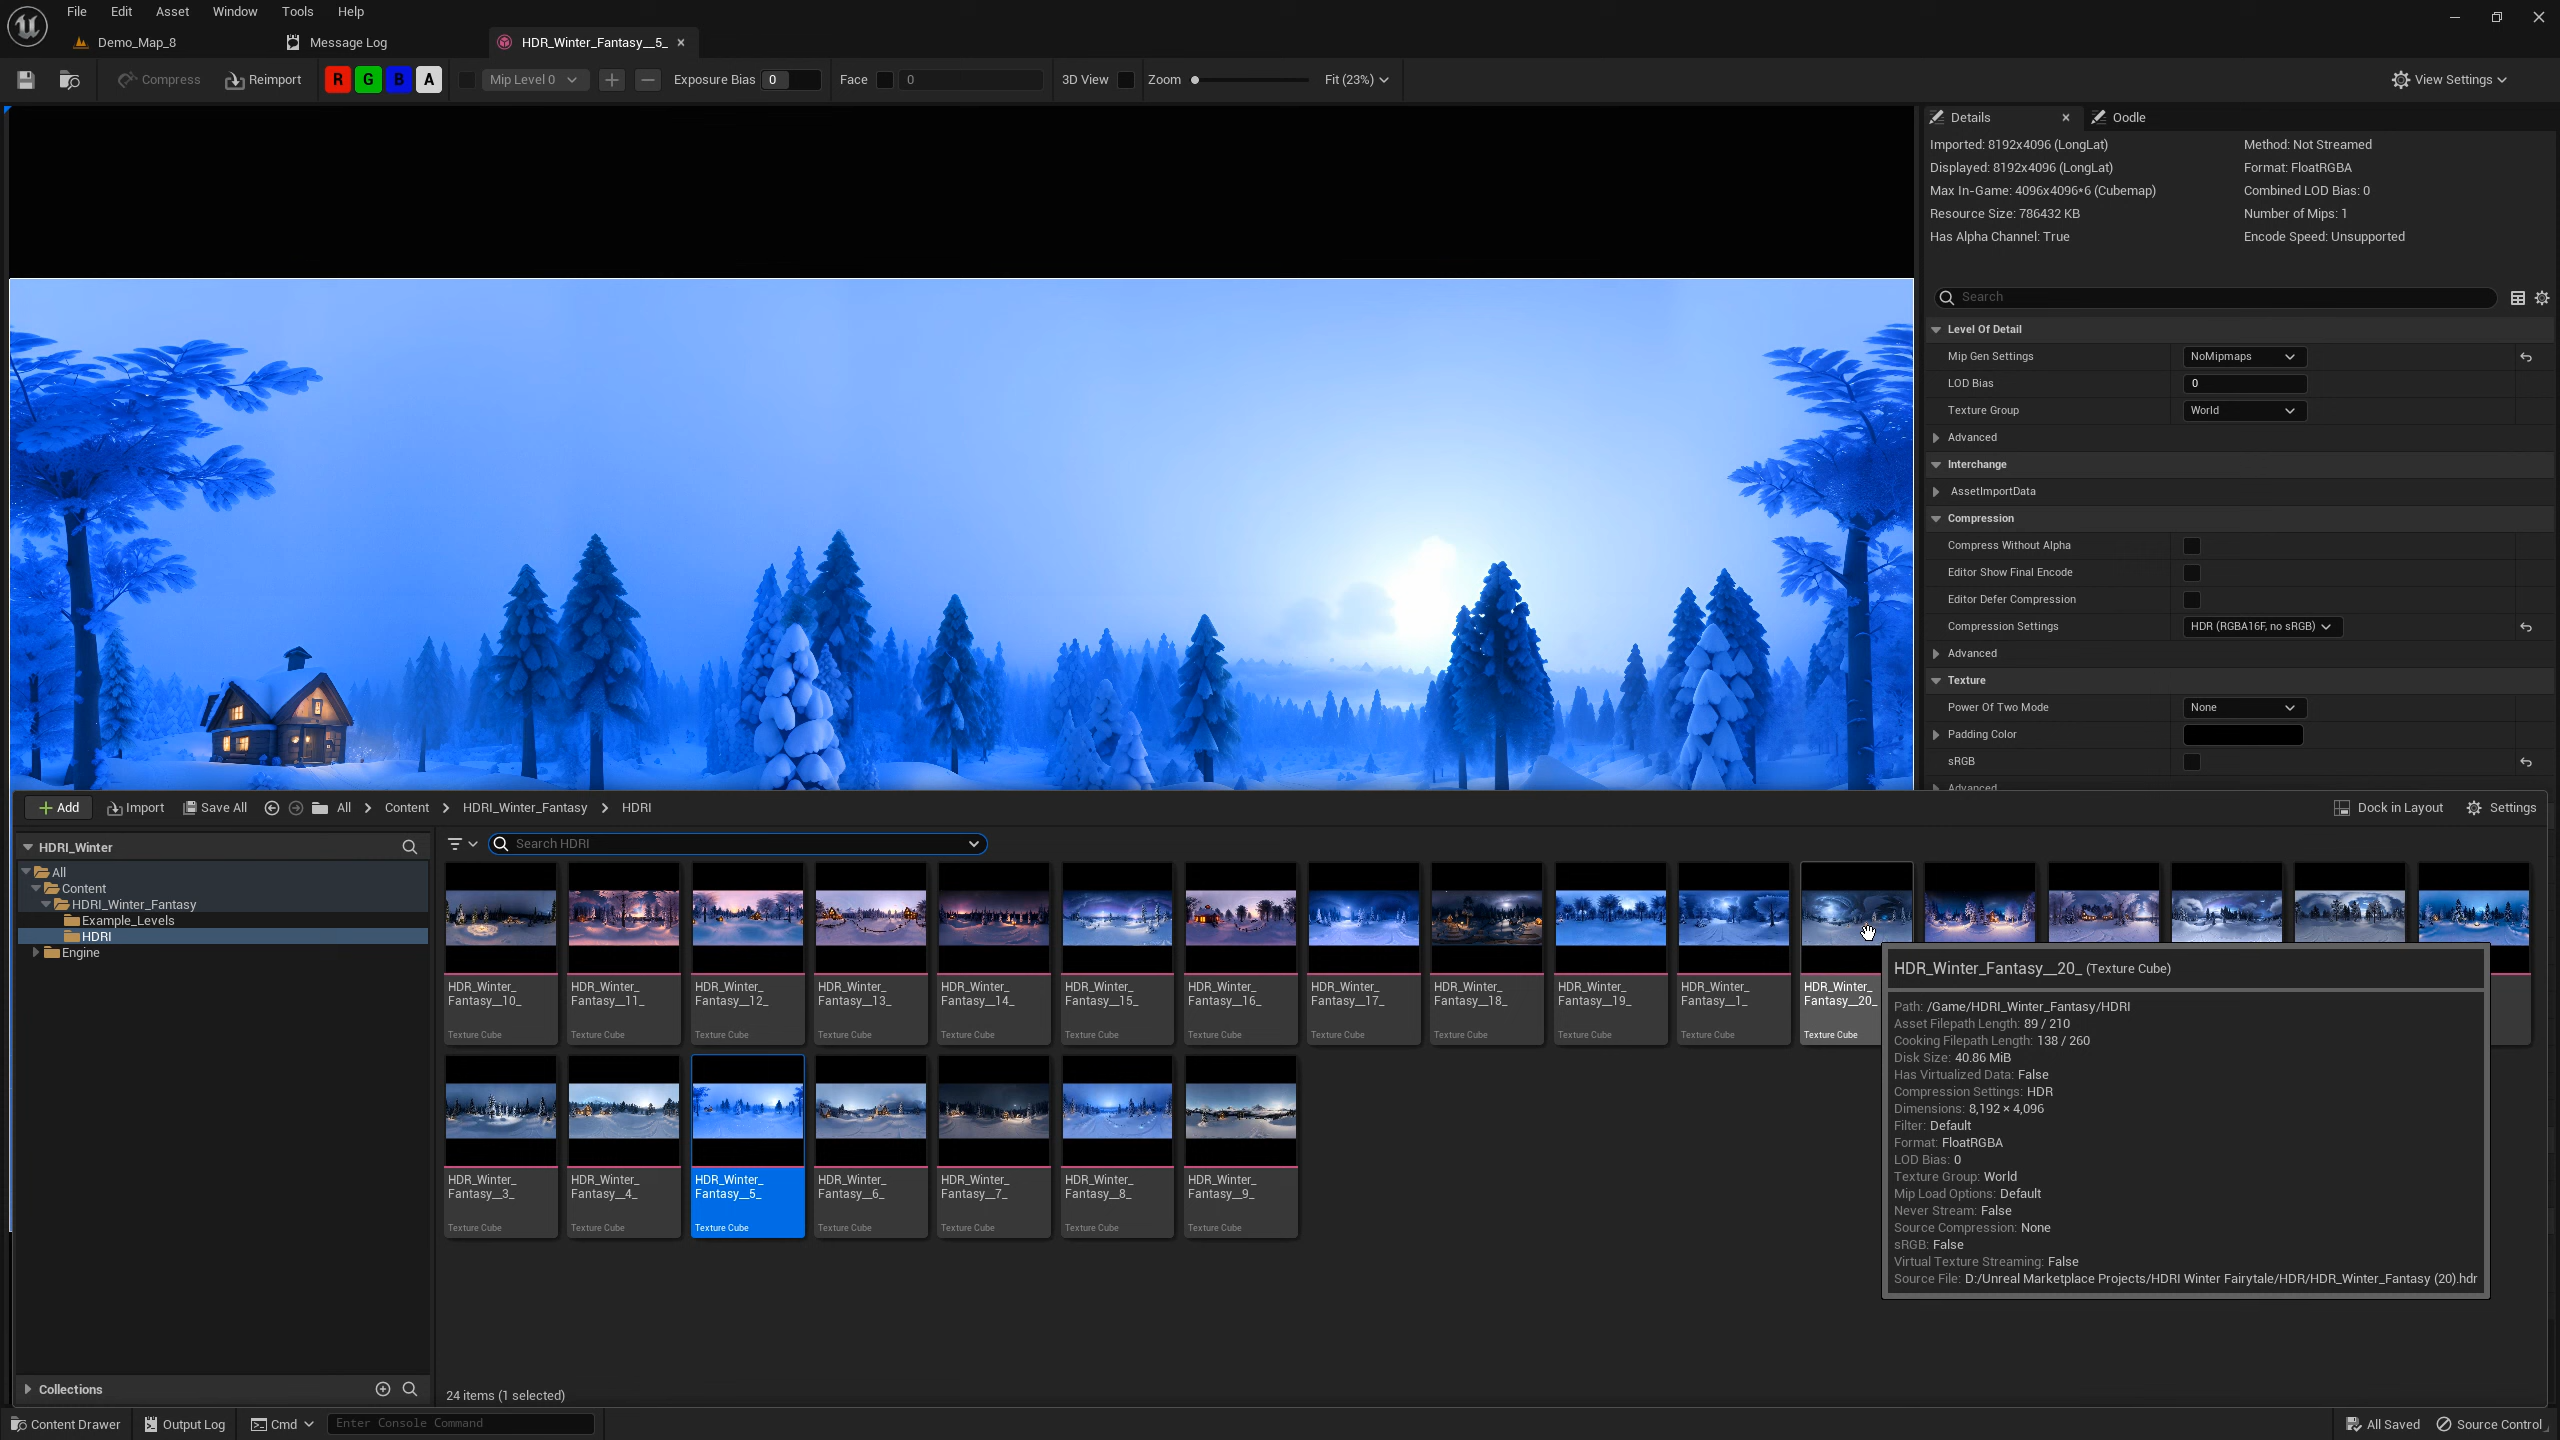 File Edit Asset Window Tools Help
Demo_Map_8 Message Log HDR_Winter_Fantasy__5_
Compress Reimport R G B A Mip Level 0 Exposure Bias 0 Face 0 3D View Zoom Fit (23%) View Settings
Details Oodle
Imported: 8192x4096 (LongLat) Method: Not Streamed
Displayed: 8192x4096 (LongLat) Format: FloatRGBA
Max In-Game: 4096x4096*6 (Cubemap) Combined LOD Bias: 0
Resource Size: 786432 KB Number of Mips: 1
Has Alpha Channel: True Encode Speed: Unsupported
Search
Level Of Detail
Mip Gen Settings NoMipmaps
LOD Bias 0
Texture Group World
Advanced
Interchange
AssetImportData
Compression
Compress Without Alpha
Editor Show Final Encode
Editor Defer Compression
Compression Settings HDR (RGBA16F, no sRGB)
Advanced
Texture
Power Of Two Mode None
Padding Color
sRGB
Advanced
Add Import Save All All Content HDRI_Winter_Fantasy HDRI Dock in Layout Settings
HDRI_Winter
All
Content
HDRI_Winter_Fantasy
Example_Levels
HDRI
Engine
Collections
Search HDRI
HDR_Winter_ HDR_Winter_ HDR_Winter_ HDR_Winter_ HDR_Winter_ HDR_Winter_ HDR_Winter_ HDR_Winter_ HDR_Winter_ HDR_Winter_ HDR_Winter_ HDR_Winter_
Fantasy__10_ Fantasy__11_ Fantasy__12_ Fantasy__13_ Fantasy__14_ Fantasy__15_ Fantasy__16_ Fantasy__17_ Fantasy__18_ Fantasy__19_ Fantasy__1_ Fantasy__20_
Texture Cube Texture Cube Texture Cube Texture Cube Texture Cube Texture Cube Texture Cube Texture Cube Texture Cube Texture Cube Texture Cube Texture Cube
HDR_Winter_ HDR_Winter_ HDR_Winter_ HDR_Winter_ HDR_Winter_ HDR_Winter_ HDR_Winter_
Fantasy__3_ Fantasy__4_ Fantasy__5_ Fantasy__6_ Fantasy__7_ Fantasy__8_ Fantasy__9_
Texture Cube Texture Cube Texture Cube Texture Cube Texture Cube Texture Cube Texture Cube
HDR_Winter_Fantasy__20_ (Texture Cube)
Path: /Game/HDRI_Winter_Fantasy/HDRI
Asset Filepath Length: 89 / 210
Cooking Filepath Length: 138 / 260
Disk Size: 40.86 MiB
Has Virtualized Data: False
Compression Settings: HDR
Dimensions: 8,192 × 4,096
Filter: Default
Format: FloatRGBA
LOD Bias: 0
Texture Group: World
Mip Load Options: Default
Never Stream: False
Source Compression: None
sRGB: False
Virtual Texture Streaming: False
Source File: D:/Unreal Marketplace Projects/HDRI Winter Fairytale/HDR/HDR_Winter_Fantasy (20).hdr
24 items (1 selected)
Content Drawer Output Log Cmd Enter Console Command All Saved Source Control